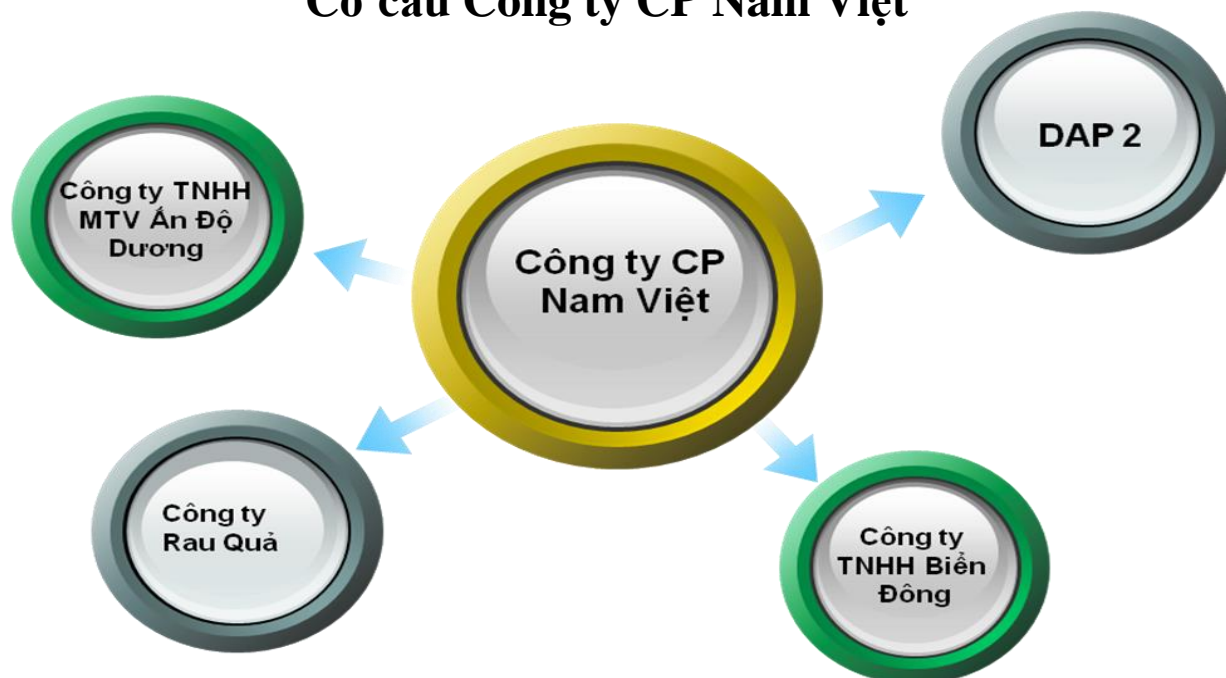 Cơ cấu Công ty CP Nam Việt
DAP 2
Công ty TNHH
MTV Ấn Độ
Dương
Công ty CP
Nam Việt
Công ty
Rau Quả
Công ty
TNHH Biển
Đông